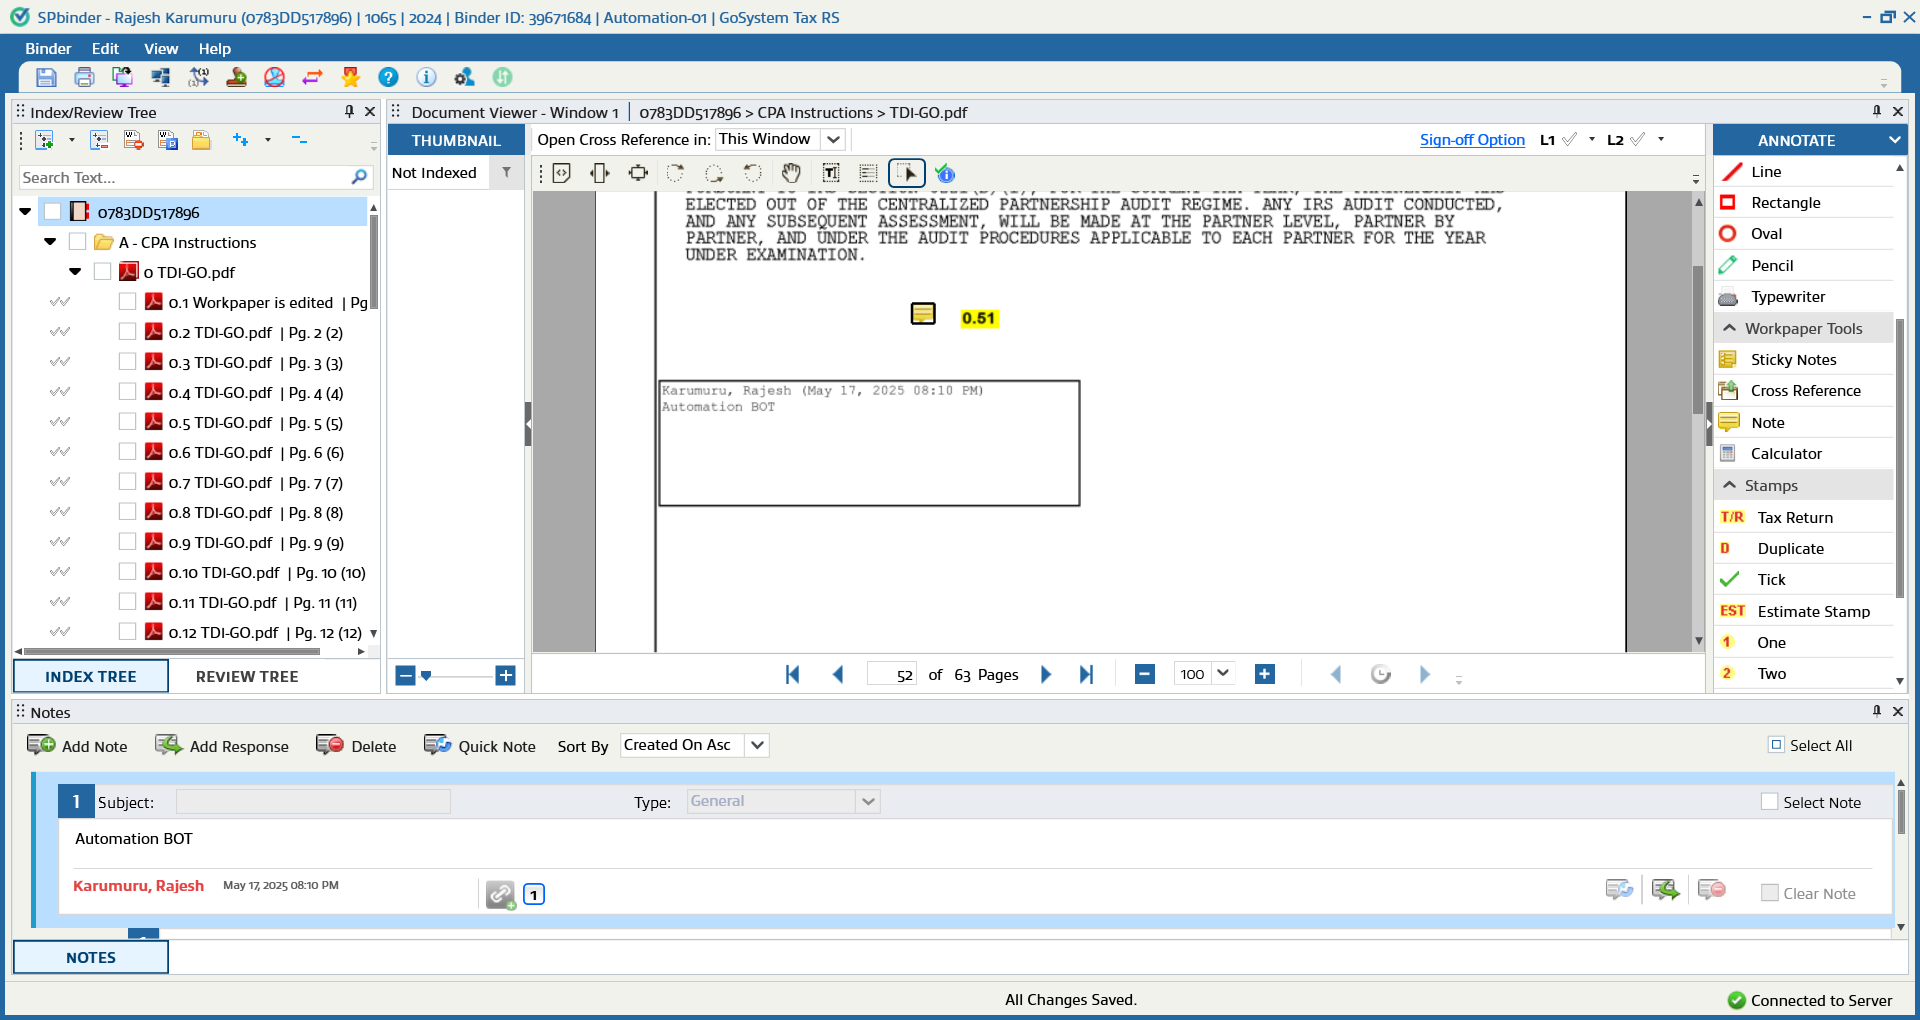 SPbinder - Rajesh Karumuru (0783DD517896) | 1065 | 2024 | Binder ID: 39671684 | Automation-01 | GoSystem Tax RS
Binder Edit View Help
Index/Review Tree
Search Text...
0783DD517896
A - CPA Instructions
0 TDI-GO.pdf
0.1 Workpaper is edited | Pg
0.2 TDI-GO.pdf | Pg. 2 (2)
0.3 TDI-GO.pdf | Pg. 3 (3)
0.4 TDI-GO.pdf | Pg. 4 (4)
0.5 TDI-GO.pdf | Pg. 5 (5)
0.6 TDI-GO.pdf | Pg. 6 (6)
0.7 TDI-GO.pdf | Pg. 7 (7)
0.8 TDI-GO.pdf | Pg. 8 (8)
0.9 TDI-GO.pdf | Pg. 9 (9)
0.10 TDI-GO.pdf | Pg. 10 (10)
0.11 TDI-GO.pdf | Pg. 11 (11)
0.12 TDI-GO.pdf | Pg. 12 (12)
INDEX TREE REVIEW TREE
Document Viewer - Window 1 | 0783DD517896 > CPA Instructions > TDI-GO.pdf
THUMBNAIL
Not Indexed
Open Cross Reference in: This Window
Sign-off Option L1 L2
ELECTED OUT OF THE CENTRALIZED PARTNERSHIP AUDIT REGIME. ANY IRS AUDIT CONDUCTED,
AND ANY SUBSEQUENT ASSESSMENT, WILL BE MADE AT THE PARTNER LEVEL, PARTNER BY
PARTNER, AND UNDER THE AUDIT PROCEDURES APPLICABLE TO EACH PARTNER FOR THE YEAR
UNDER EXAMINATION.
0.51
Karumuru, Rajesh (May 17, 2025 08:10 PM)
Automation BOT
52 of 63 Pages
100
ANNOTATE
Line
Rectangle
Oval
Pencil
Typewriter
Workpaper Tools
Sticky Notes
Cross Reference
Note
Calculator
Stamps
T/R Tax Return
D Duplicate
Tick
EST Estimate Stamp
1 One
2 Two
Notes
Add Note Add Response Delete Quick Note Sort By Created On Asc
Select All
1 Subject: Type: General
Select Note
Automation BOT
Karumuru, Rajesh May 17, 2025 08:10 PM
1
Clear Note
NOTES
All Changes Saved.
Connected to Server